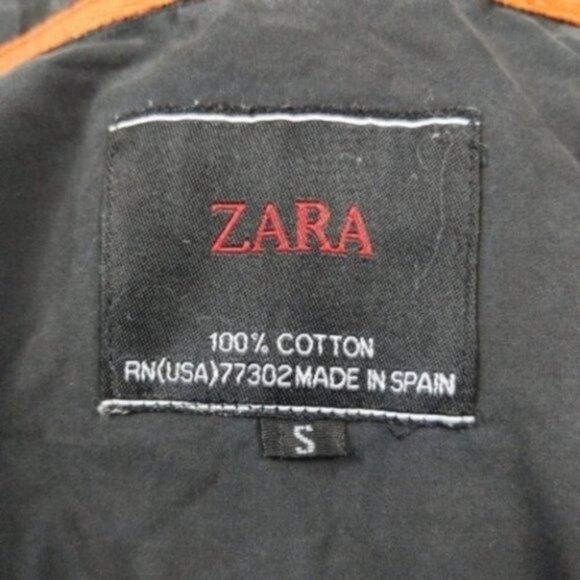 ZARA
100% COTTON
RN(USA)77302 MADE IN SPAIN
S